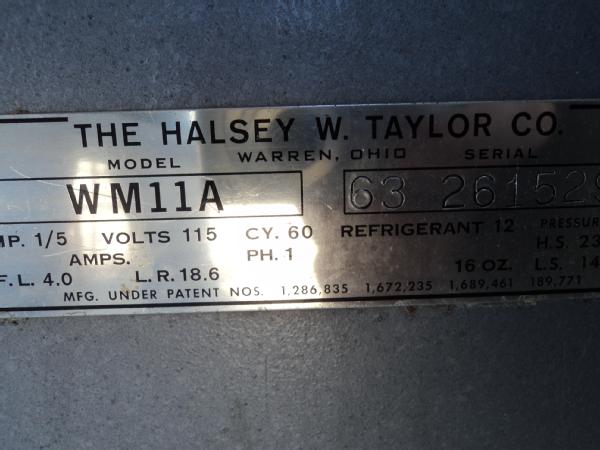 THE HALSEY W. TAYLOR CO.
MODEL WARREN, OHIO SERIAL
WM11A 63 261529
MP. 1/5 VOLTS 115 CY. 60 REFRIGERANT 12 PRESSURE
AMPS. PH. 1 H.S. 23
F.L. 4.0 L.R. 18.6 16 OZ. L.S. 14
MFG. UNDER PATENT NOS. 1,286,835 1,672,235 1,689,461 189,771